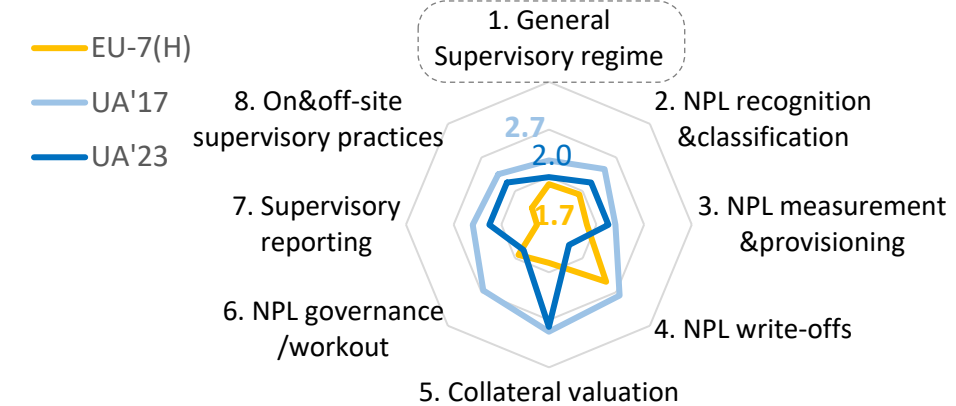 EU-7(H)
UA'17
UA'23
1. General
Supervisory regime
2. NPL recognition
&classification
3. NPL measurement
&provisioning
4. NPL write-offs
5. Collateral valuation
6. NPL governance
/workout
7. Supervisory
reporting
8. On&off-site
supervisory practices
2.7
2.0
1.7